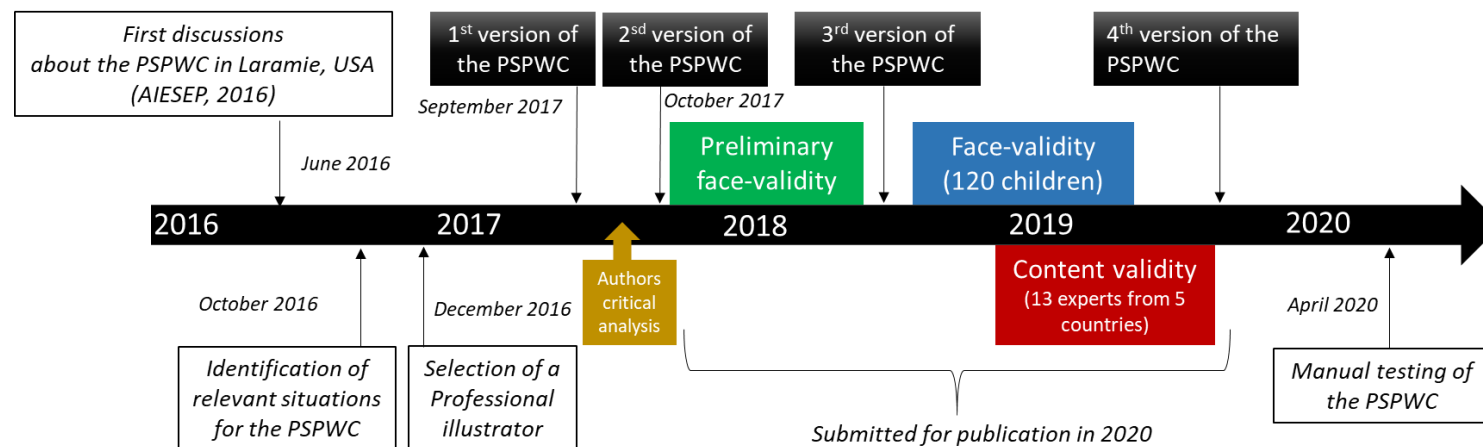 First discussions
about the PSPWC in Laramie, USA
(AIESEP, 2016)
1st version of
the PSPWC
2sd version of
the PSPWC
3rd version of
the PSPWC
4th version of the
PSPWC
September 2017
October 2017
June 2016
Preliminary
face-validity
Face-validity
(120 children)
2016
2017
2018
2019
2020
October 2016
December 2016
Authors
critical
analysis
Content validity
(13 experts from 5
countries)
April 2020
Identification of
relevant situations
for the PSPWC
Selection of a
Professional
illustrator
Manual testing of
the PSPWC
Submitted for publication in 2020